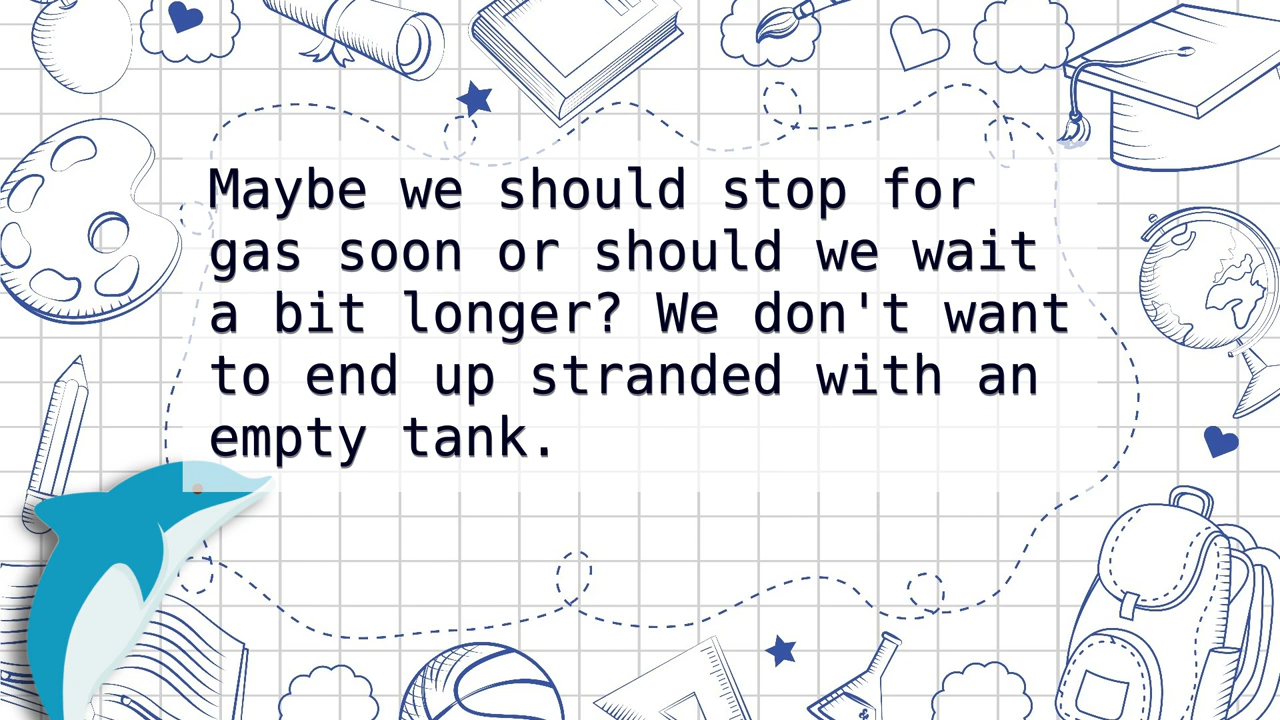 Maybe we should stop for
gas soon or should we wait
a bit longer? We don't want
to end up stranded with an
empty tank.